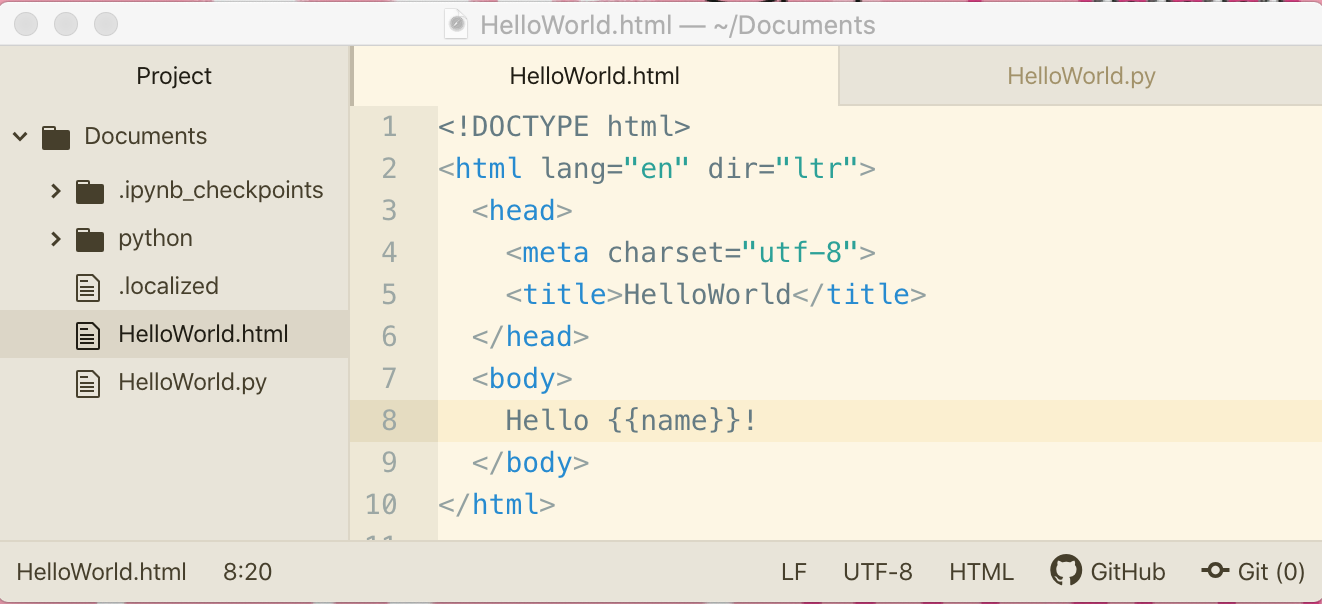 HelloWorld.html — ~/Documents
Project
Documents
.ipynb_checkpoints
python
.localized
HelloWorld.html
HelloWorld.py
HelloWorld.html
HelloWorld.py
1 <!DOCTYPE html>
2 <html lang="en" dir="ltr">
3 <head>
4 <meta charset="utf-8">
5 <title>HelloWorld</title>
6 </head>
7 <body>
8 Hello {{name}}!
9 </body>
10 </html>
11
HelloWorld.html 8:20 LF UTF-8 HTML GitHub Git (0)